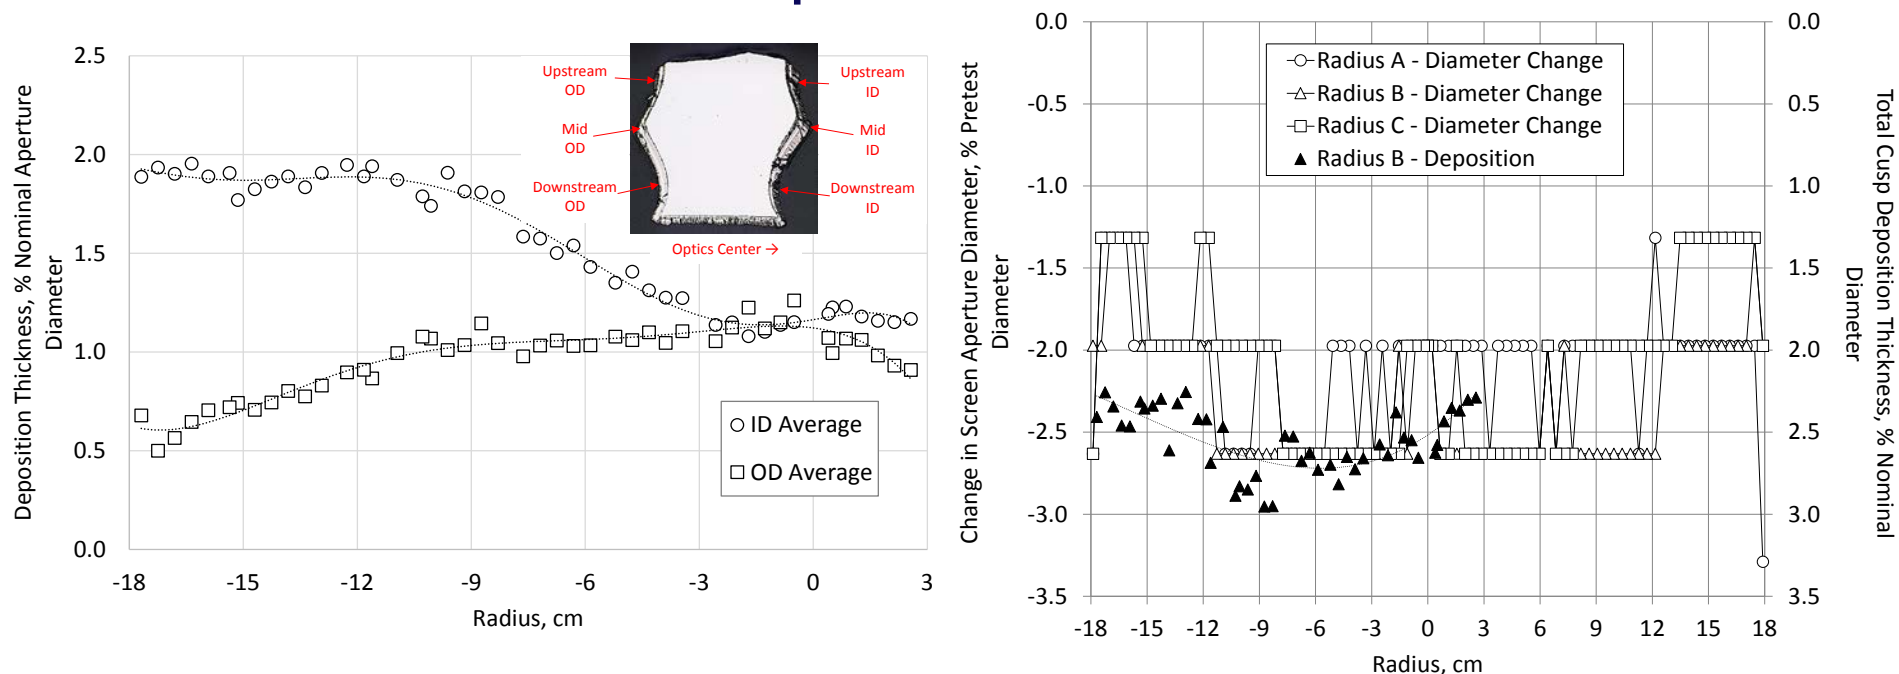 Deposition Thickness, % Nominal Aperture
Diameter
2.5
2.0
1.5
1.0
0.5
0.0
-18
-15
-12
-9
-6
-3
0
3
Radius, cm
Upstream
OD
Upstream
ID
Mid
OD
Mid
ID
Downstream
OD
Downstream
ID
Optics Center →
ID Average
OD Average
Change in Screen Aperture Diameter, % Pretest
Diameter
0.0
-0.5
-1.0
-1.5
-2.0
-2.5
-3.0
-3.5
Radius A - Diameter Change
Radius B - Diameter Change
Radius C - Diameter Change
Radius B - Deposition
-18
-15
-12
-9
-6
-3
0
3
6
9
12
15
18
Radius, cm
0.0
0.5
1.0
1.5
2.0
2.5
3.0
3.5
Total Cusp Deposition Thickness, % Nominal
Diameter